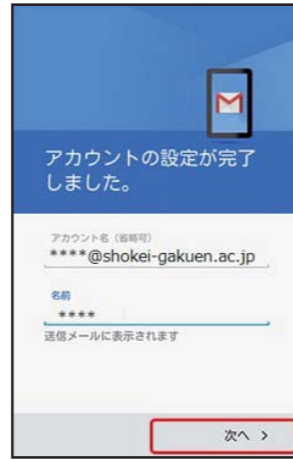 アカウントの設定が完了
しました。
アカウント名（省略可）
****@shokei-gakuen.ac.jp
名前
****
送信メールに表示されます
次へ >